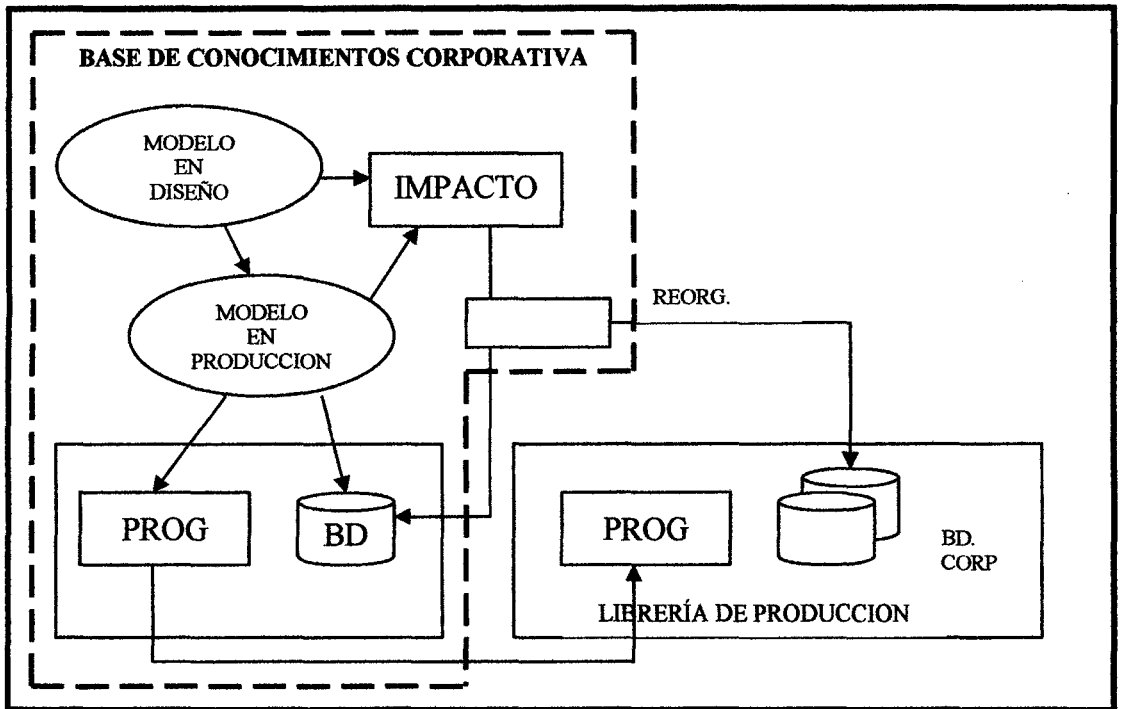 BASE DE CONOCIMIENTOS CORPORATIVA
MODELO
EN
DISEÑO
IMPACTO
MODELO
EN
PRODUCCION
REORG.
PROG
BD
PROG
BD.
CORP
LIBRERÍA DE PRODUCCION